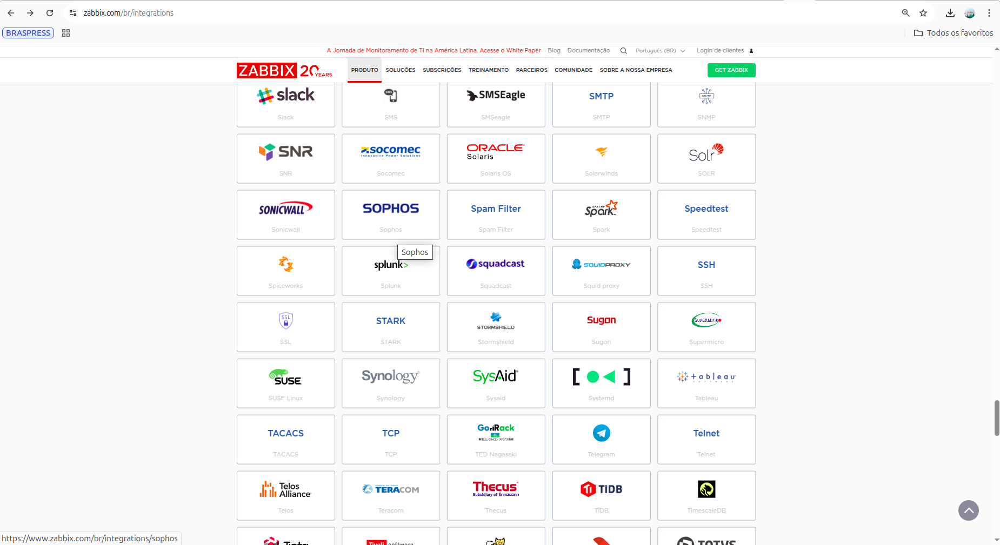 zabbix.com/br/integrations
BRASPRESS
Todos os favoritos
A Jornada de Monitoramento de TI na América Latina. Acesse o White Paper Blog Documentação Português (BR) Login de clientes
ZABBIX 20 YEARS PRODUTO SOLUÇÕES SUBSCRIÇÕES TREINAMENTO PARCEIROS COMUNIDADE SOBRE A NOSSA EMPRESA GET ZABBIX
slack SMS SMSEagle SMTP SNMP
Slack SMS SMSeagle SMTP SNMP
SNR socomec ORACLE Solr
Innovative Power Solutions Solaris
SNR Socomec Solaris OS Solarwinds SOLR
SONICWALL SOPHOS Spam Filter APACHE Spark Speedtest
Sonicwall Sophos Spam Filter Spark Speedtest
Sophos
splunk> squadcast SQUIDPROXY SSH
Spiceworks Splunk Squadcast Squid proxy SSH
SSL STARK STORMSHIELD Sugon SUPERMICRO
SSL STARK Stormshield Sugon Supermicro
SUSE Synology SysAid tableau
SOFTWARE
SUSE Linux Synology Sysaid Systemd Tableau
TACACS TCP GoriRack Telnet
TACACS TCP TED Nagasaki Telegram Telnet
Telos Alliance TERACOM Thecus TiDB
Subsidiary of Ennoconn
Telos Teracom Thecus TiDB TimescaleDB
Tivoli software TOTVS
https://www.zabbix.com/br/integrations/sophos